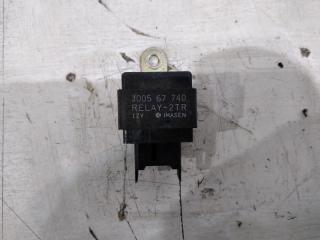 J005 67 740
RELAY-2TR
12V IMASEN